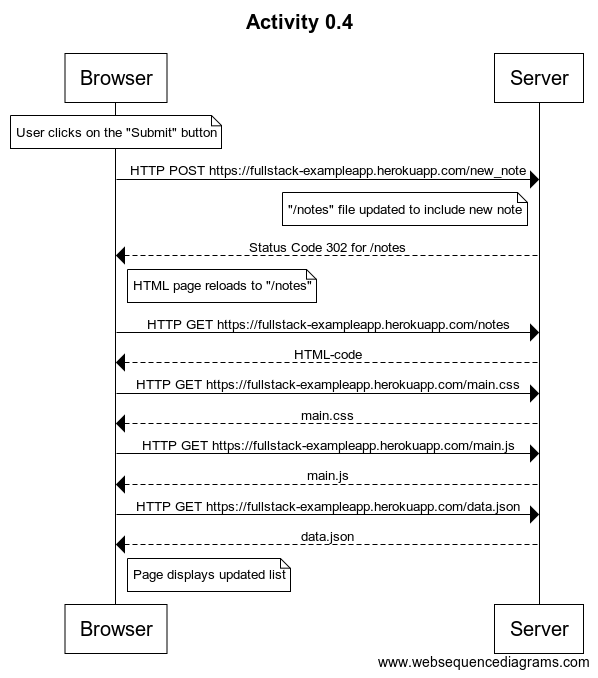 Activity 0.4
Browser
Server
User clicks on the "Submit" button
HTTP POST https://fullstack-exampleapp.herokuapp.com/new_note
"/notes" file updated to include new note
Status Code 302 for /notes
HTML page reloads to "/notes"
HTTP GET https://fullstack-exampleapp.herokuapp.com/notes
HTML-code
HTTP GET https://fullstack-exampleapp.herokuapp.com/main.css
main.css
HTTP GET https://fullstack-exampleapp.herokuapp.com/main.js
main.js
HTTP GET https://fullstack-exampleapp.herokuapp.com/data.json
data.json
Page displays updated list
Browser
Server
www.websequencediagrams.com